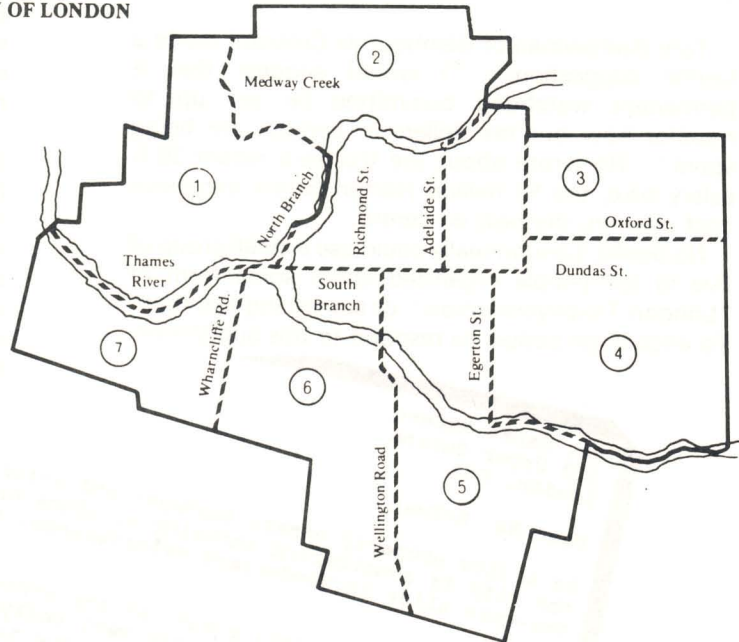 OF LONDON
2
Medway Creek
1
3
North Branch
Richmond St.
Adelaide St.
Oxford St.
Thames
River
Dundas St.
South
Branch
Wharncliffe Rd.
Egerton St.
7
6
4
Wellington Road
5